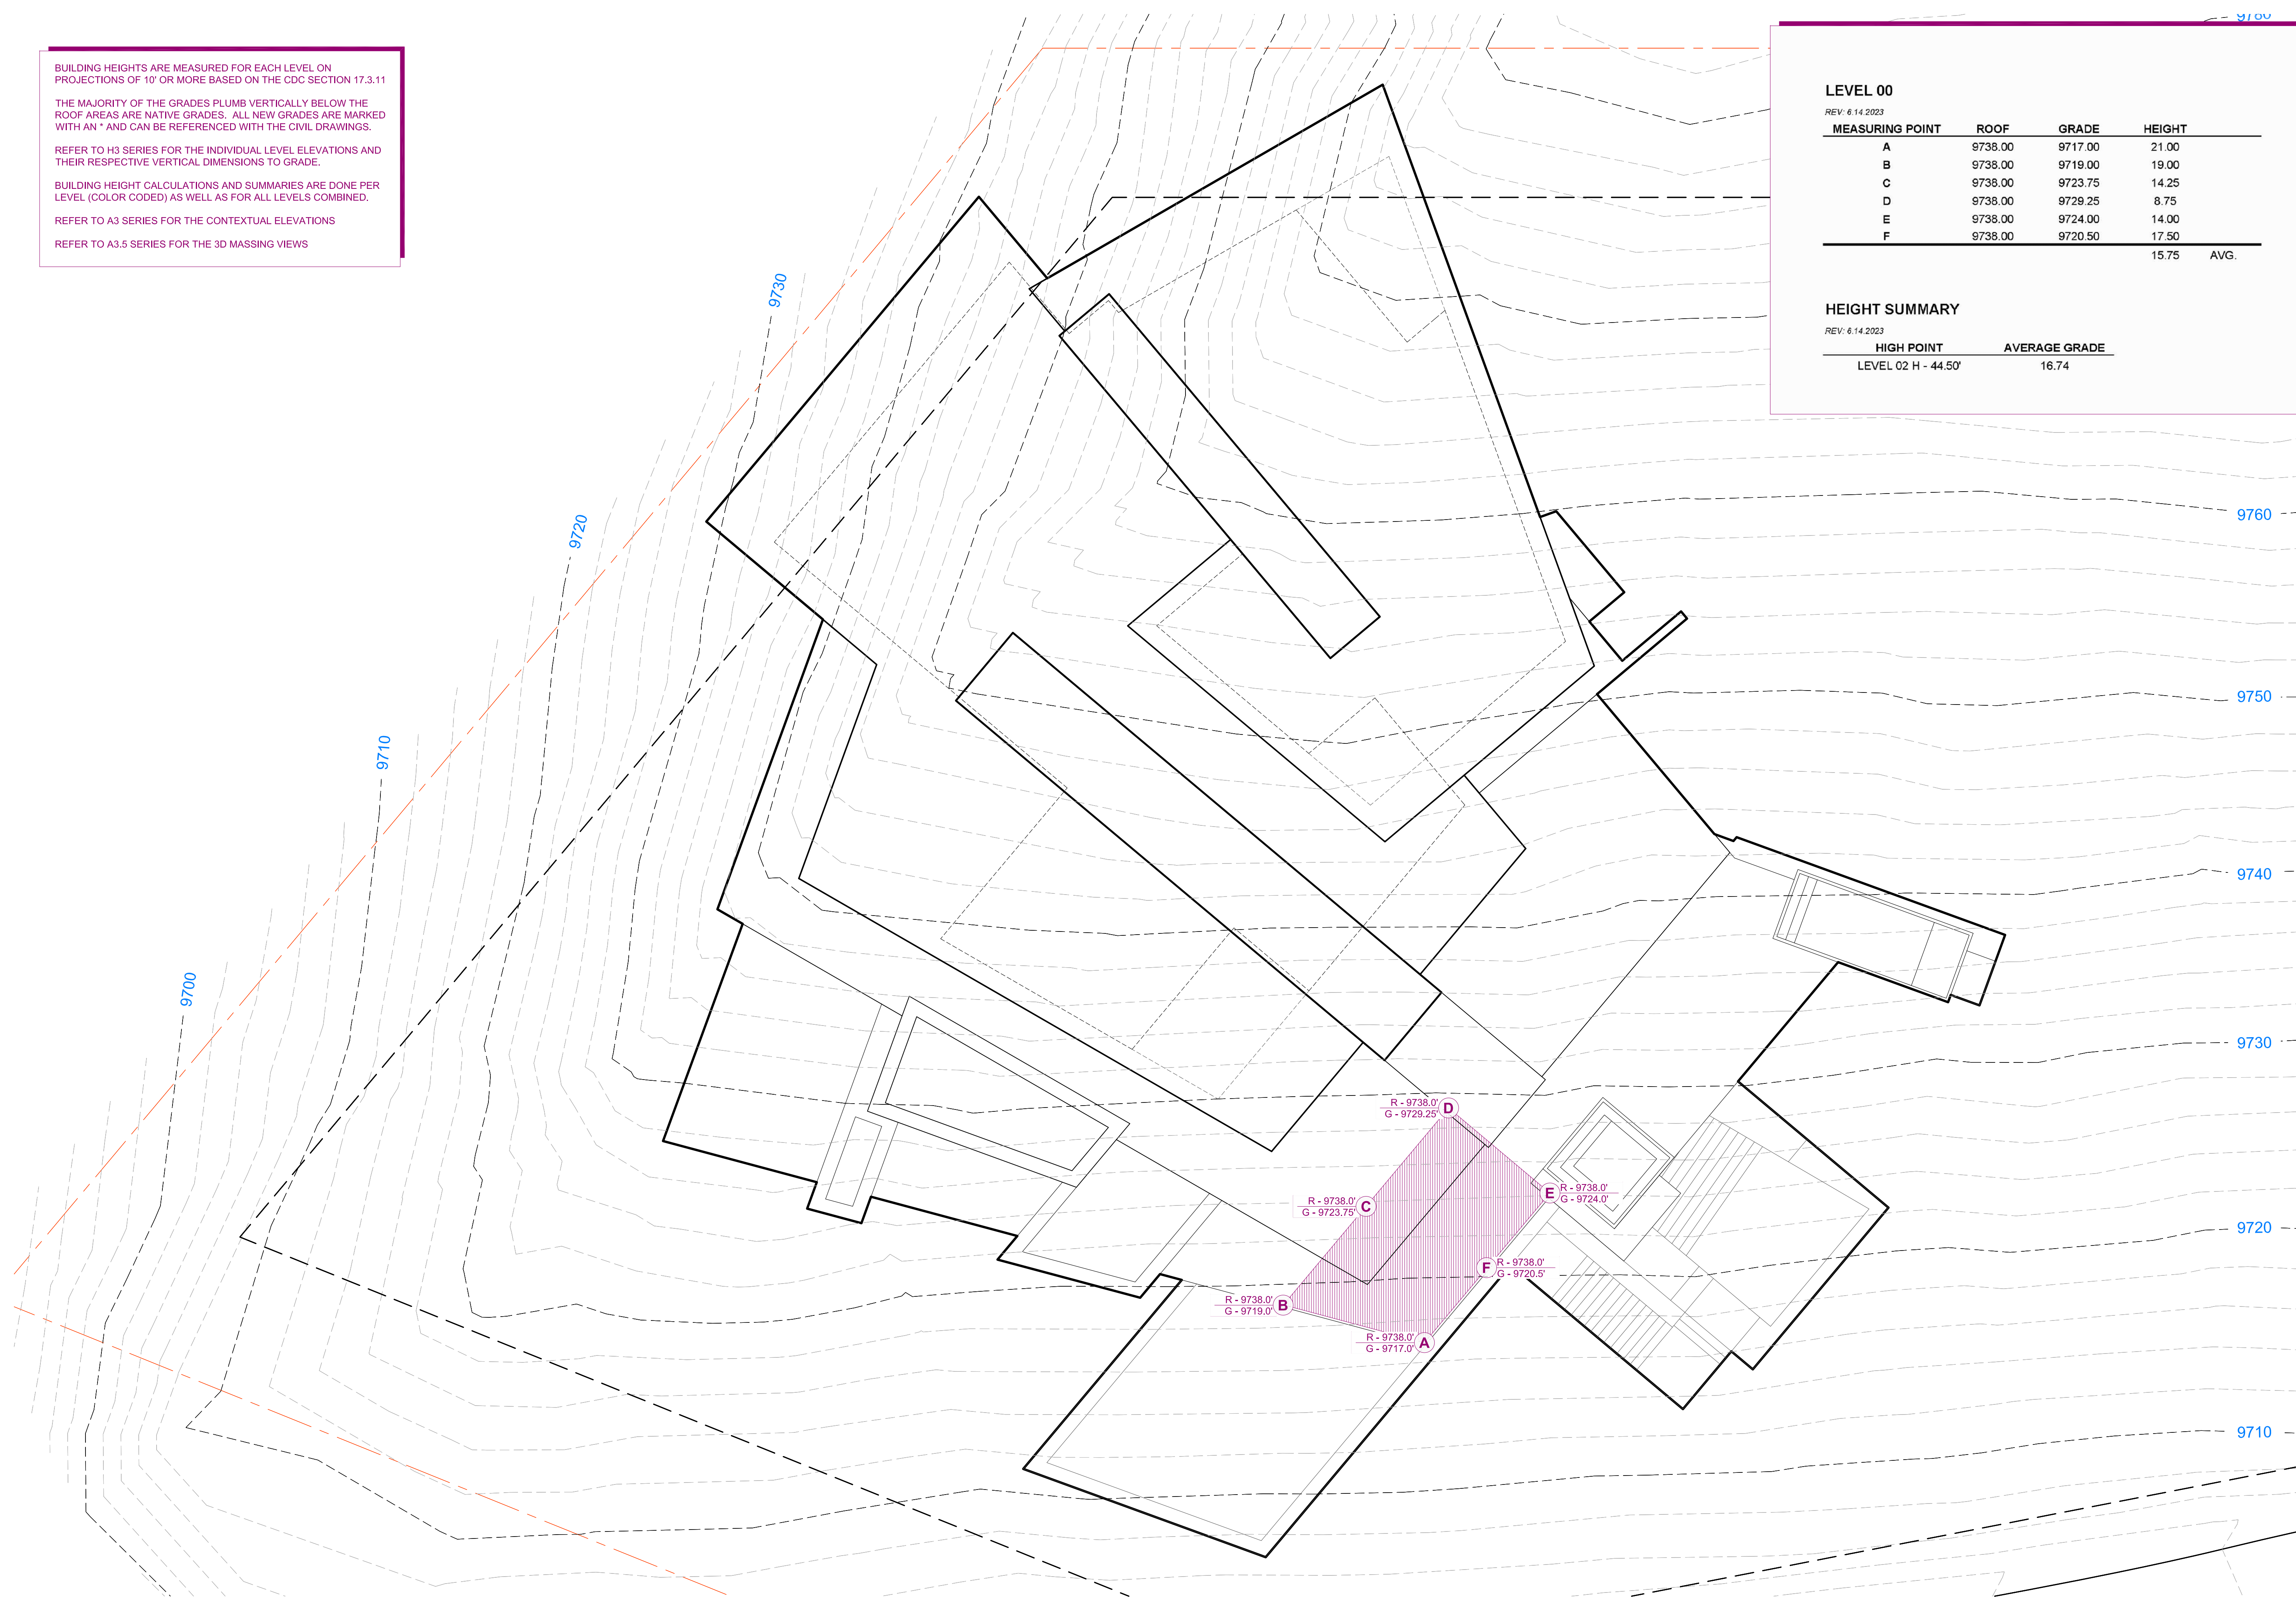 BUILDING HEIGHTS ARE MEASURED FOR EACH LEVEL ON
PROJECTIONS OF 10' OR MORE BASED ON THE CDC SECTION 17.3.11
THE MAJORITY OF THE GRADES PLUMB VERTICALLY BELOW THE
ROOF AREAS ARE NATIVE GRADES. ALL NEW GRADES ARE MARKED
WITH AN * AND CAN BE REFERENCED WITH THE CIVIL DRAWINGS.
REFER TO H3 SERIES FOR THE INDIVIDUAL LEVEL ELEVATIONS AND
THEIR RESPECTIVE VERTICAL DIMENSIONS TO GRADE.
BUILDING HEIGHT CALCULATIONS AND SUMMARIES ARE DONE PER
LEVEL (COLOR CODED) AS WELL AS FOR ALL LEVELS COMBINED.
REFER TO A3 SERIES FOR THE CONTEXTUAL ELEVATIONS
REFER TO A3.5 SERIES FOR THE 3D MASSING VIEWS
9780
LEVEL 00
REV: 6.14.2023
MEASURING POINT ROOF GRADE HEIGHT
A 9738.00 9717.00 21.00
B 9738.00 9719.00 19.00
C 9738.00 9723.75 14.25
D 9738.00 9729.25 8.75
E 9738.00 9724.00 14.00
F 9738.00 9720.50 17.50
15.75 AVG.
HEIGHT SUMMARY
REV: 6.14.2023
HIGH POINT AVERAGE GRADE
LEVEL 02 H - 44.50' 16.74
9730
9720
9710
9700
9760
9750
9740
9730
9720
9710
R - 9738.0'
G - 9729.25'
D
R - 9738.0'
G - 9723.75'
C
E
R - 9738.0'
G - 9724.0'
F
R - 9738.0'
G - 9720.5'
R - 9738.0'
G - 9719.0'
B
R - 9738.0'
G - 9717.0'
A